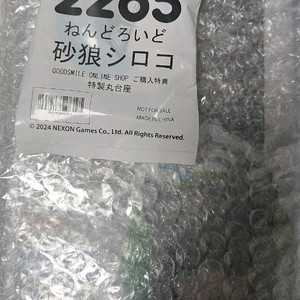 2265
ねんどろいど
砂狼シロコ
GOODSMILE ONLINE SHOP ご購入特典
特製丸台座
NOT FOR SALE
MADE IN CHINA
© 2024 NEXON Games Co., Ltd. All Rights Reserved.